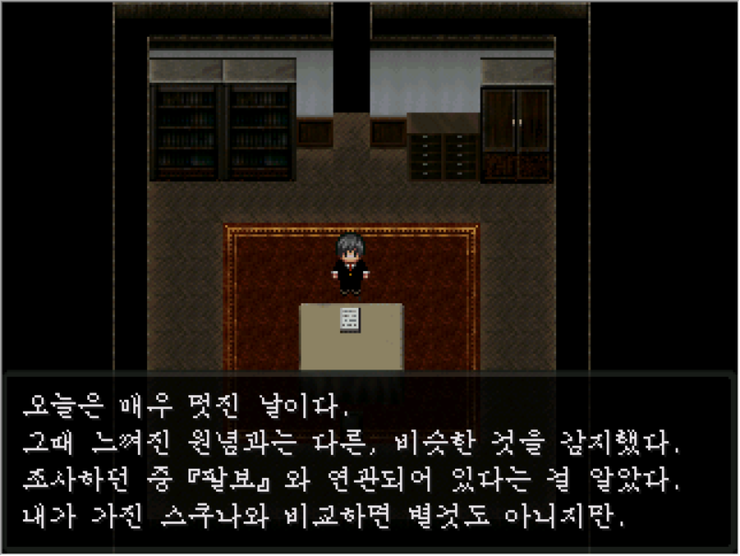 오늘은 매우 멋진 날이다.
그때 느껴진 원념과는 다른, 비슷한 것을 감지했다.
조사하던 중 『팔보』 와 연관되어 있다는 걸 알았다.
내가 가진 스쿠나와 비교하면 별것도 아니지만.